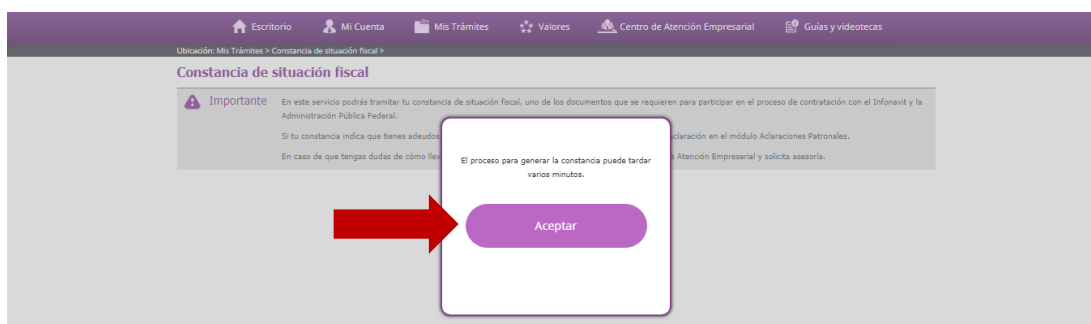 Escritorio
Mi Cuenta
Mis Trámites
Valores
Centro de Atención Empresarial
Guías y videotecas
Ubicación: Mis Trámites > Constancia de situación fiscal >
Constancia de situación fiscal
Importante
En este servicio podrás tramitar tu constancia de situación fiscal, uno de los documentos que se requieren para participar en el proceso de contratación con el Infonavit y la
Administración Pública Federal.
Si tu constancia indica que tienes adeudos
aclaración en el módulo Aclaraciones Patronales.
En caso de que tengas dudas de cómo
Atención Empresarial y solicita asesoría.
El proceso para generar la constancia puede tardar
varios minutos.
Aceptar